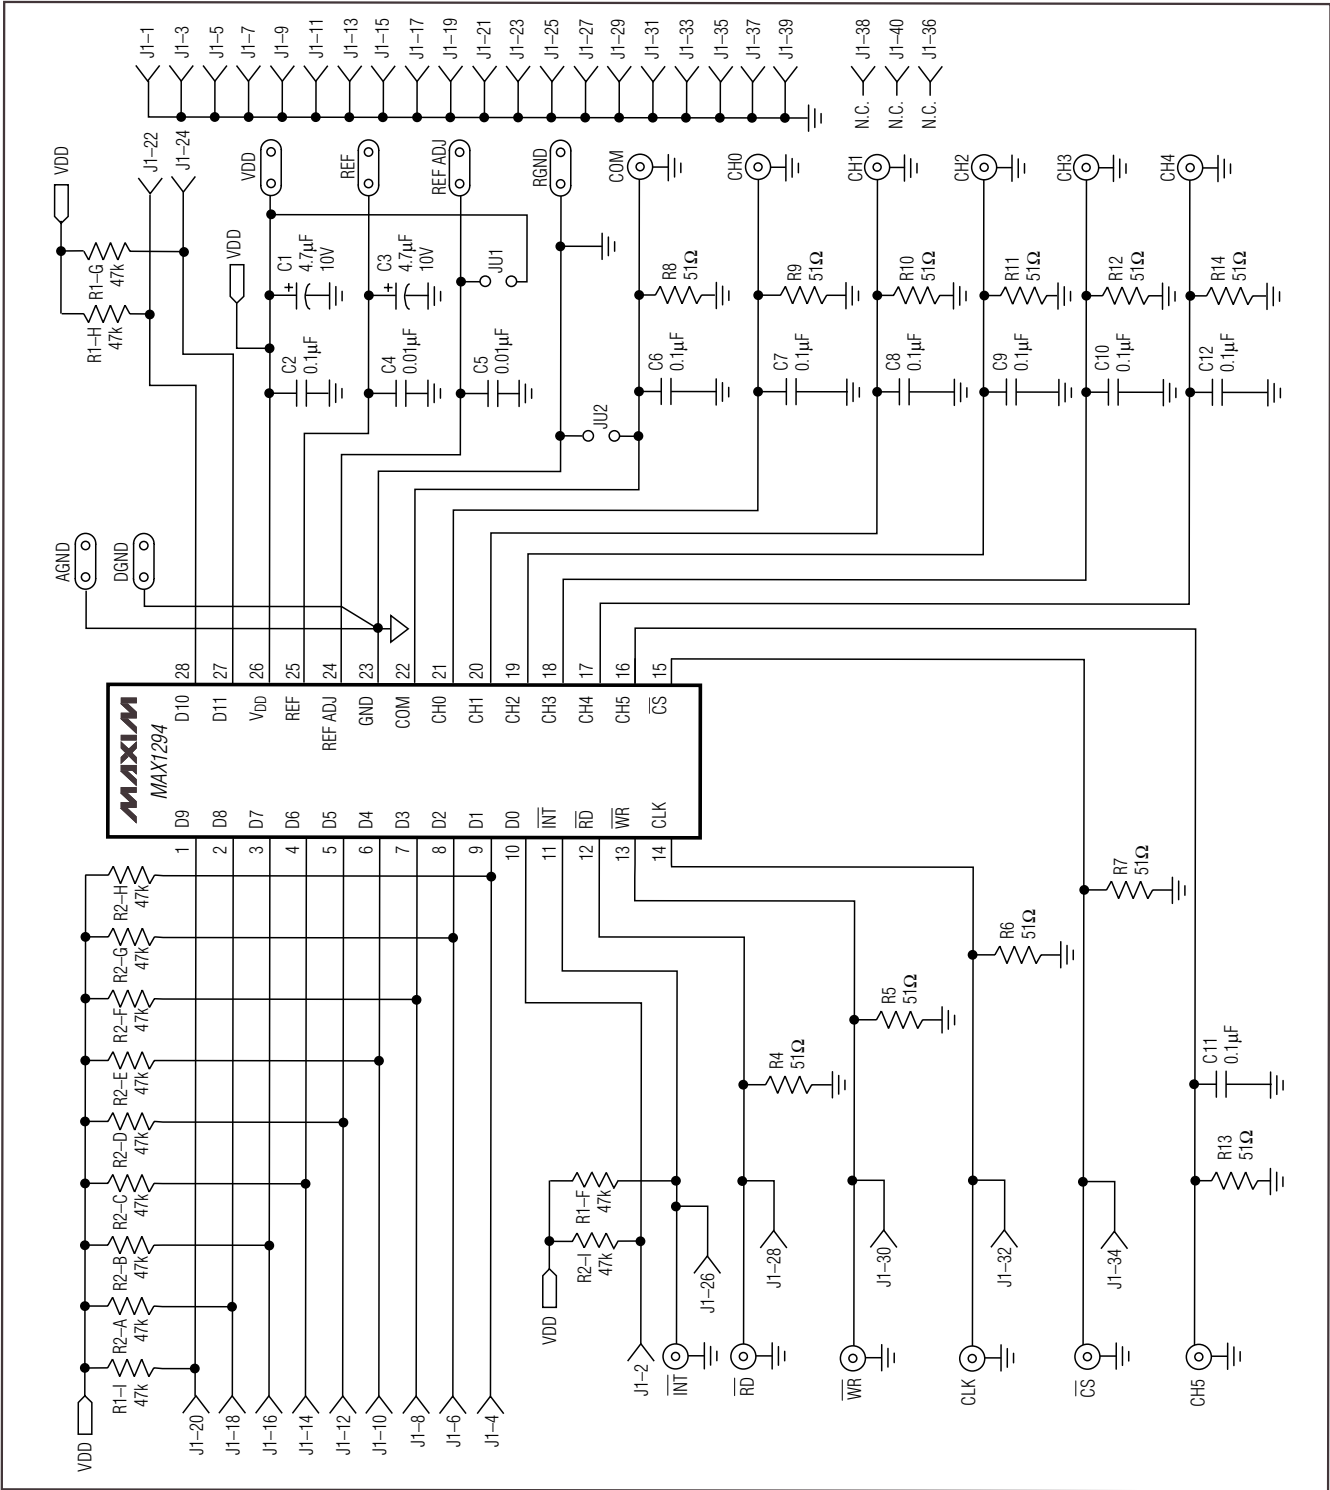 J1–1
J1–3
J1–5
J1–7
J1–9
J1–11
J1–13
J1–15
J1–17
J1–19
J1–21
J1–23
J1–25
J1–27
J1–29
J1–31
J1–33
J1–35
J1–37
J1–39
J1–38
J1–40
J1–36
N.C.
N.C.
N.C.
VDD
J1–22
J1–24
VDD
REF
REF ADJ
RGND
COM
CH0
CH1
CH2
CH3
CH4
R1–G
47k
R1–H
47k
VDD
C1
4.7µF
10V
+
C3
4.7µF
10V
+
JU1
C2
0.1µF
C4
0.01µF
C5
0.01µF
JU2
R8
51Ω
R9
51Ω
R10
51Ω
R11
51Ω
R12
51Ω
R14
51Ω
C6
0.1µF
C7
0.1µF
C8
0.1µF
C9
0.1µF
C10
0.1µF
C12
0.1µF
AGND
DGND
28
27
26
25
24
23
22
21
20
19
18
17
16
15
MAXIM
MAX1294
D10
D11
VDD
REF
REF ADJ
GND
COM
CH0
CH1
CH2
CH3
CH4
CH5
CS
D9
D8
D7
D6
D5
D4
D3
D2
D1
D0
INT
RD
WR
CLK
1
2
3
4
5
6
7
8
9
10
11
12
13
14
R2–H
47k
R2–G
47k
R2–F
47k
R2–E
47k
R2–D
47k
R2–C
47k
R2–B
47k
R2–A
47k
R1–I
47k
VDD
R7
51Ω
R6
51Ω
R5
51Ω
R4
51Ω
C11
0.1µF
R13
51Ω
R1–F
47k
R2–I
47k
VDD
J1–20
J1–18
J1–16
J1–14
J1–12
J1–10
J1–8
J1–6
J1–4
J1–2
J1–26
J1–28
J1–30
J1–32
J1–34
INT
RD
WR
CLK
CS
CH5